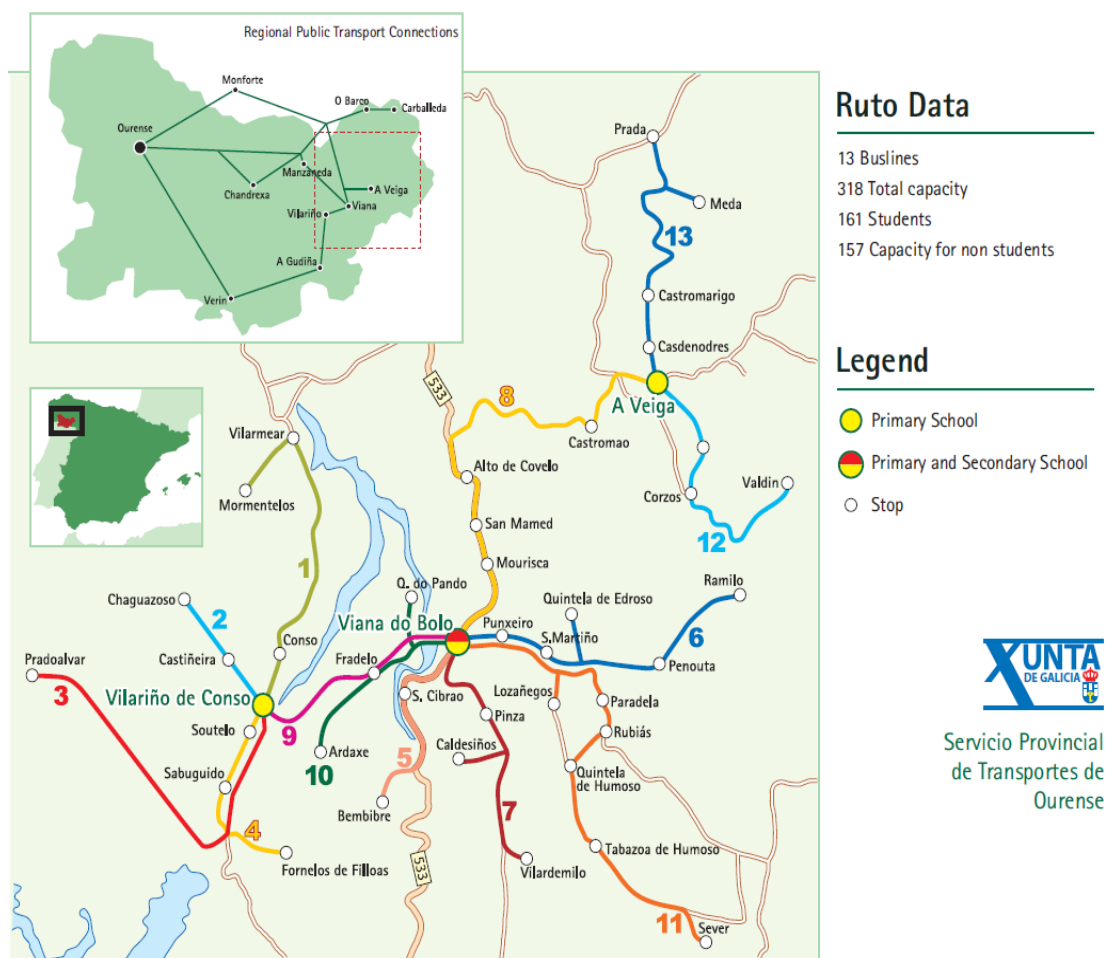 Regional Public Transport Connections
Monforte
O Barco
Carballeda
Ourense
Manzaneda
Chandrexa
A Veiga
Viana
Vilariño
A Gudiña
Verin
Ruto Data
13 Buslines
318 Total capacity
161 Students
157 Capacity for non students
Legend
Primary School
Primary and Secondary School
Stop
Prada
Meda
13
Castromarigo
Casdenodres
A Veiga
533
8
Castromao
Vilarmear
Alto de Covelo
Mormentelos
Corzos
Valdin
San Mamed
12
1
Mourisca
Q. do Pando
Chaguazoso
Quintela de Edroso
Ramilo
2
Viana do Bolo
Punxeiro
6
Conso
S.Martiño
Castiñeira
Fradelo
Penouta
Pradoalvar
3
Vilariño de Conso
S. Cibrao
Lozañegos
Paradela
Soutelo
9
Pinza
Rubiás
Ardaxe
10
5
Caldesiños
Sabuguido
Quintela
de Humoso
Bembibre
7
4
Fornelos de Filloas
533
Vilardemilo
Tabazoa de Humoso
11
Sever
XUNTA
DE GALICIA
Servicio Provincial
de Transportes de
Ourense